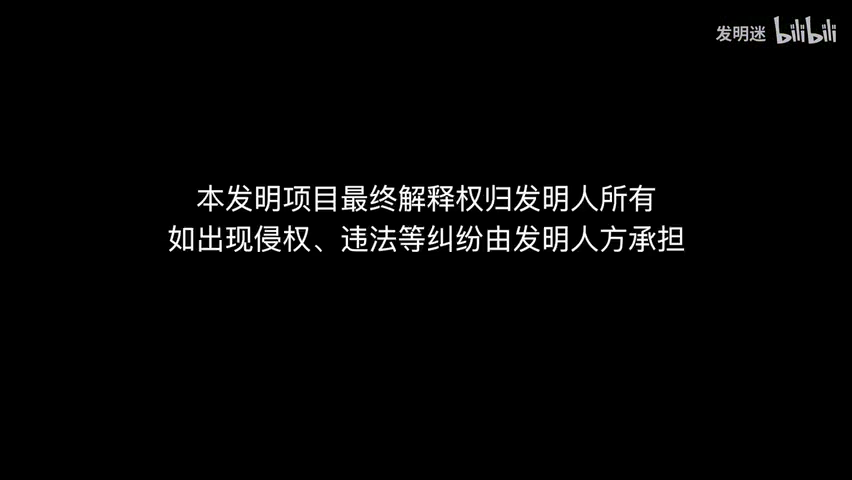 发明迷 bilibili
本发明项目最终解释权归发明人所有
如出现侵权、违法等纠纷由发明人方承担